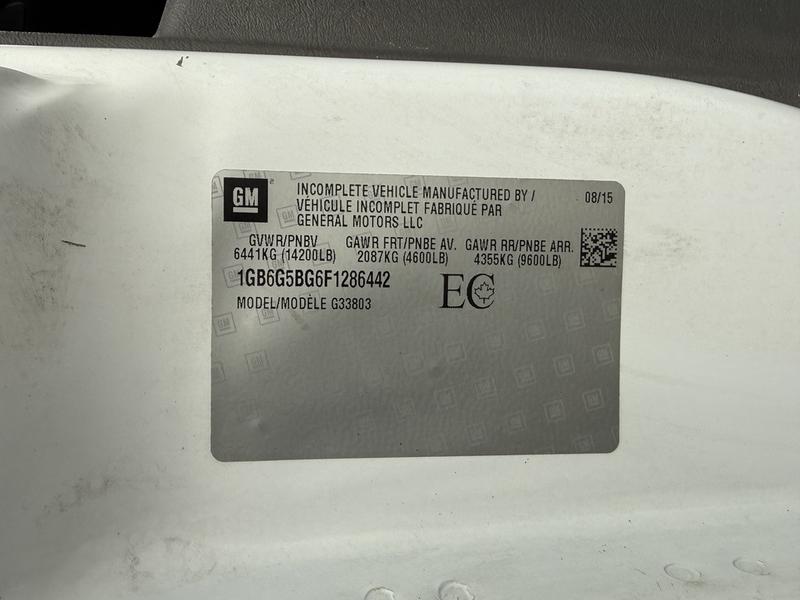 GM
INCOMPLETE VEHICLE MANUFACTURED BY /
VÉHICULE INCOMPLET FABRIQUÉ PAR
GENERAL MOTORS LLC
08/15
GVWR/PNBV GAWR FRT/PNBE AV. GAWR RR/PNBE ARR.
6441KG (14200LB) 2087KG (4600LB) 4355KG (9600LB)
1GB6G5BG6F1286442
MODEL/MODÈLE G33803
EC